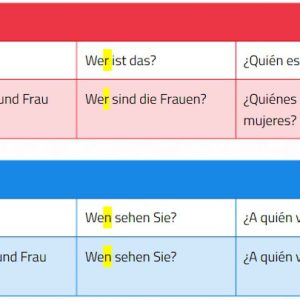 Wer ist das? ¿Quién es
und Frau Wer sind die Frauen? ¿Quiénes
mujeres?
Wen sehen Sie? ¿A quién v
und Frau Wen sehen Sie? ¿A quién v